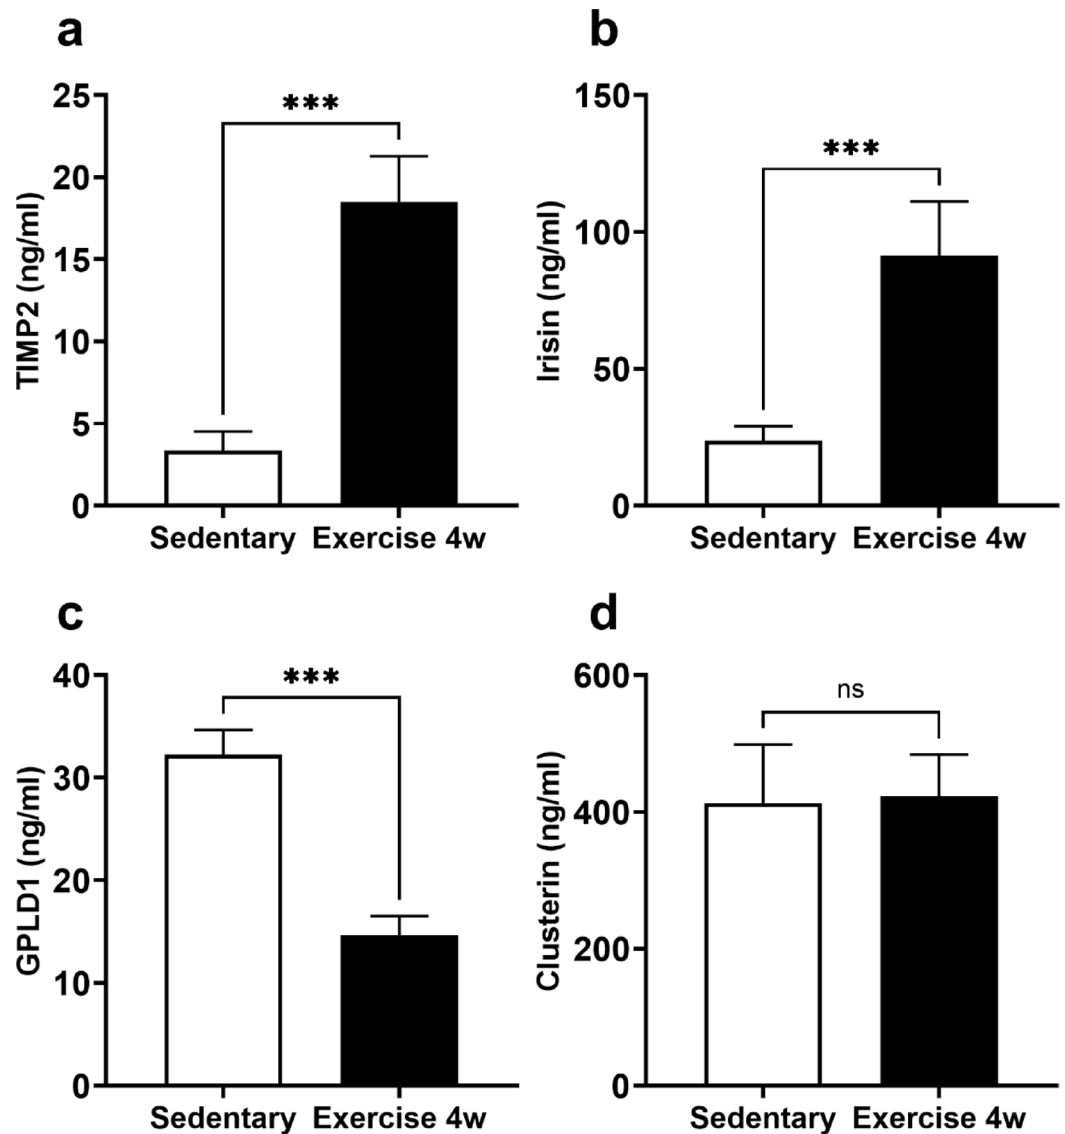 a
***
25
20
15
10
5
0
TIMP2 (ng/ml)
Sedentary Exercise 4w
b
***
150
100
50
0
Irisin (ng/ml)
Sedentary Exercise 4w
c
***
40
30
20
10
0
GPLD1 (ng/ml)
Sedentary Exercise 4w
d
ns
600
400
200
0
Clusterin (ng/ml)
Sedentary Exercise 4w